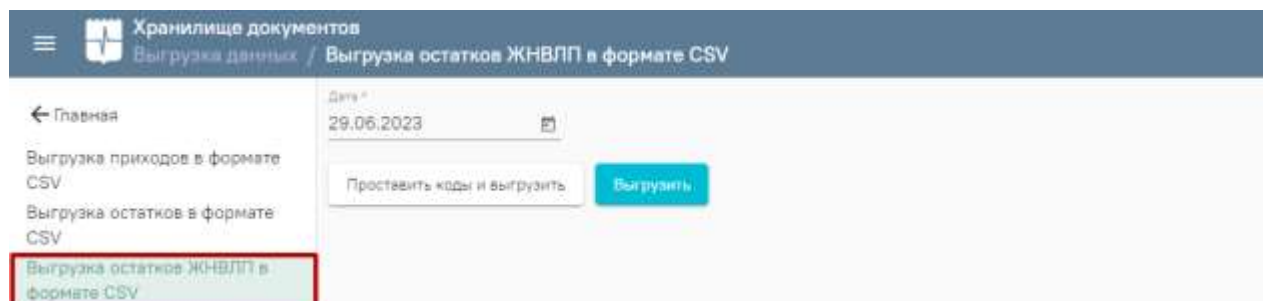 Хранилище документов
Выгрузка данных / Выгрузка остатков ЖНВЛП в формате CSV
← Главная
Выгрузка приходов в формате
CSV
Выгрузка остатков в формате
CSV
Выгрузка остатков ЖНВЛП в
формате CSV
Дата *
29.06.2023
Проставить коды и выгрузить
Выгрузить